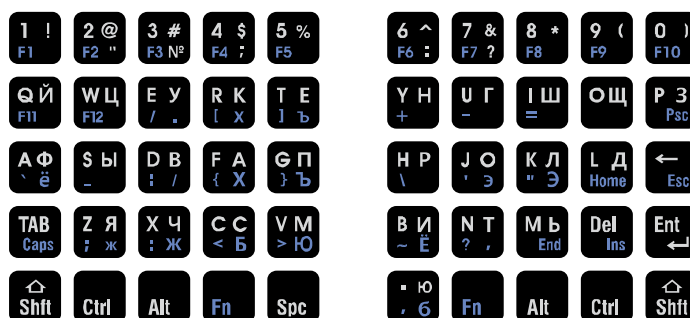 1 ! 2 @ 3 # 4 $ 5 % 6 ^ 7 & 8 * 9 ( 0 )
F1 F2 " F3 № F4 ; F5 F6 : F7 ? F8 F9 F10
Q Й W Ц E У R К T Е Y Н U Г I Ш O Щ P З
F11 F12 / . [ х ] ъ + - = Psc
A Ф S Ы D В F А G П H Р J О K Л L Д ←
` ё _ : / { Х } Ъ \ ' э " Э Home Esc
TAB Z Я X Ч C С V М B И N Т M Ь Del Ent
Caps ; ж : Ж < Б > Ю ~ Ё ? , End Ins ↵
⇧ . Ю ⇧
Shft Ctrl Alt Fn Spc , б Fn Alt Ctrl Shft